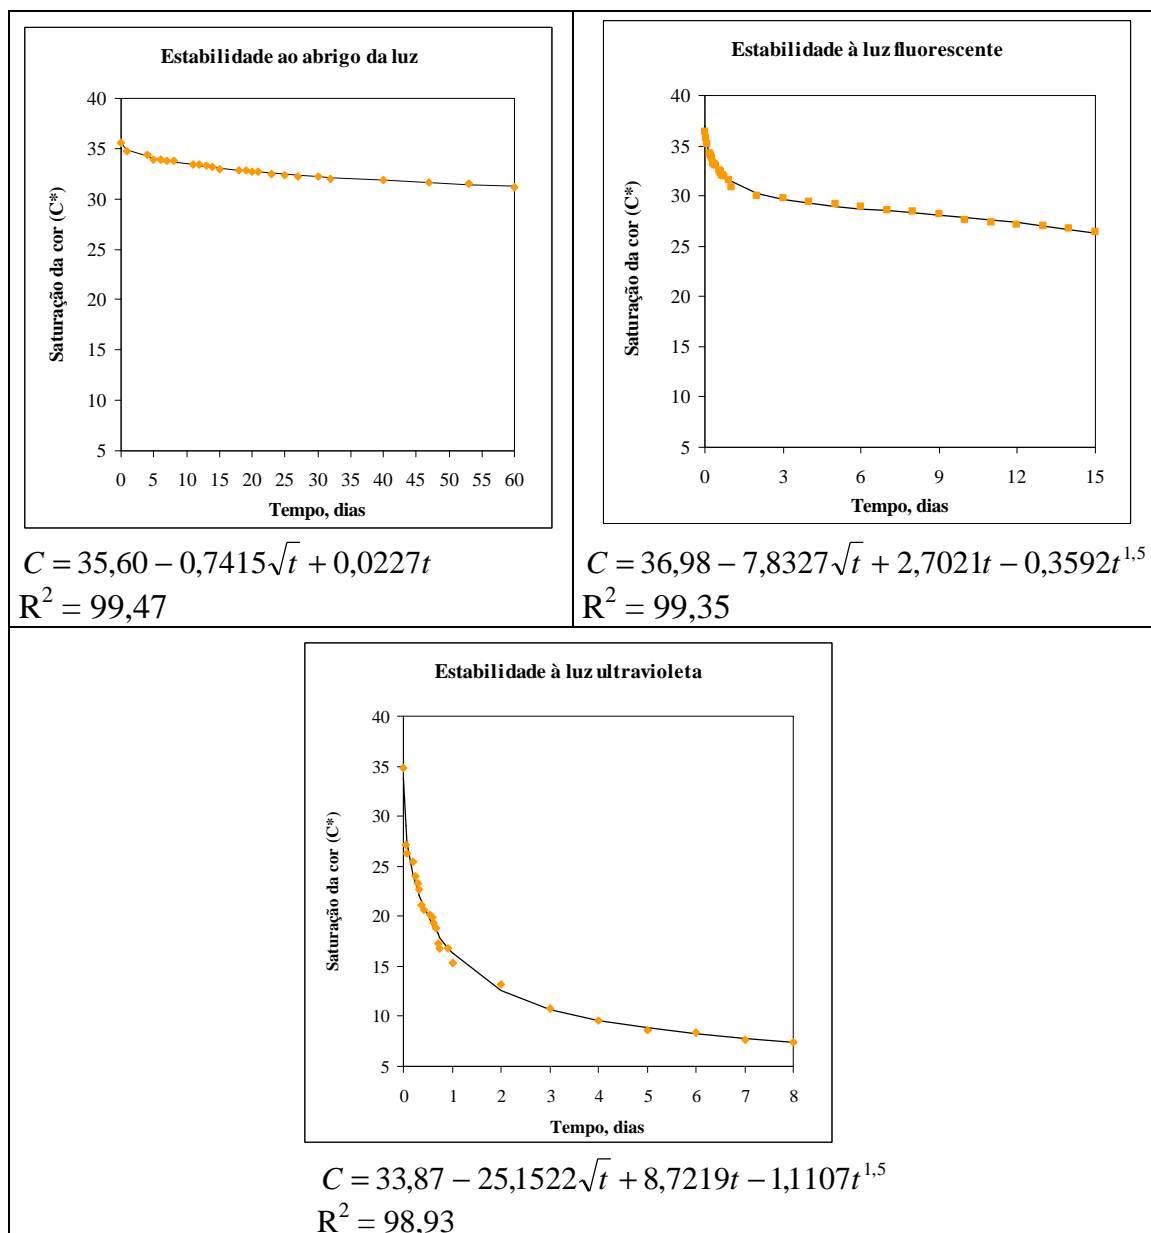 Estabilidade ao abrigo da luz
40
35
30
25
20
15
10
5
Saturação da cor (C*)
0 5 10 15 20 25 30 35 40 45 50 55 60
Tempo, dias
C = 35,60 − 0,7415√t + 0,0227t
R² = 99,47
Estabilidade à luz fluorescente
40
35
30
25
20
15
10
5
Saturação da cor (C*)
0 3 6 9 12 15
Tempo, dias
C = 36,98 − 7,8327√t + 2,7021t − 0,3592t^1,5
R² = 99,35
Estabilidade à luz ultravioleta
40
35
30
25
20
15
10
5
Saturação da cor (C*)
0 1 2 3 4 5 6 7 8
Tempo, dias
C = 33,87 − 25,1522√t + 8,7219t − 1,1107t^1,5
R² = 98,93